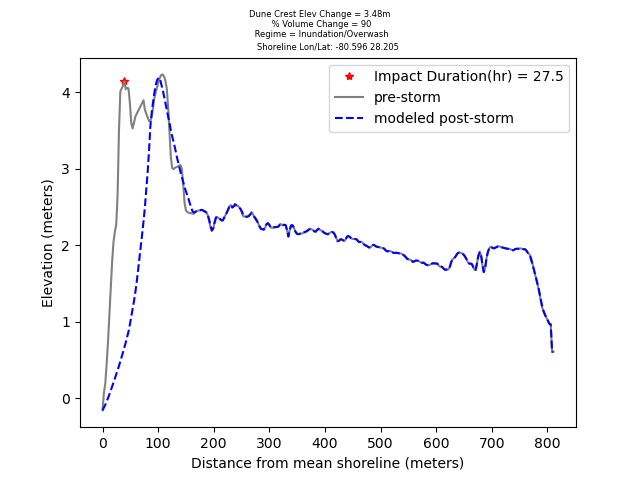 Dune Crest Elev Change = 3.48m
% Volume Change = 90
Regime = Inundation/Overwash
Shoreline Lon/Lat: -80.596 28.205
Impact Duration(hr) = 27.5
pre-storm
modeled post-storm
Elevation (meters)
4
3
2
1
0
0 100 200 300 400 500 600 700 800
Distance from mean shoreline (meters)